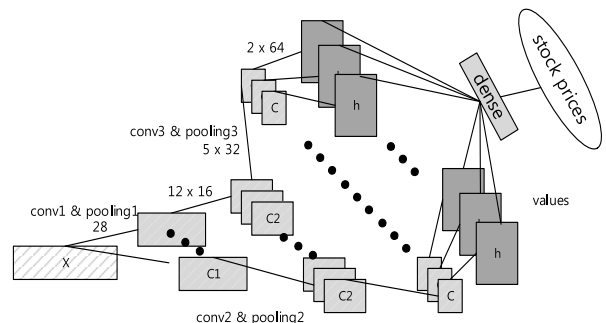 2 x 64
C
h
dense
stock prices
conv3 & pooling3
5 x 32
12 x 16
conv1 & pooling1
28
C2
values
X
C1
C2
C
h
conv2 & pooling2